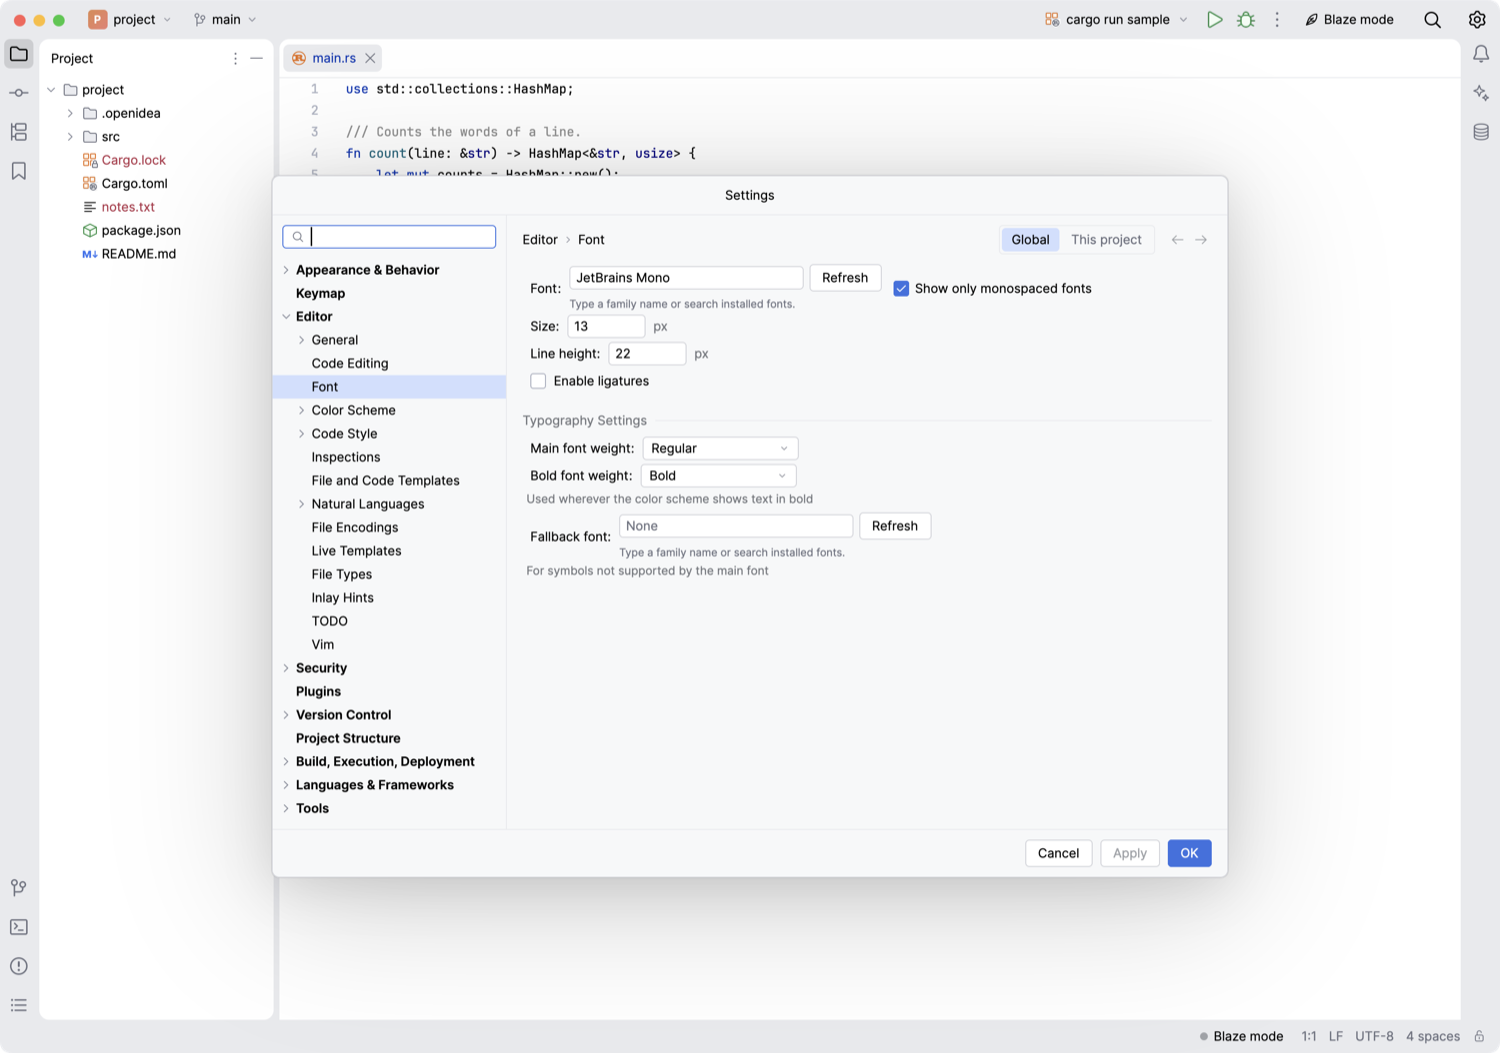 P project main
cargo run sample Blaze mode
Project
project
.openidea
src
Cargo.lock
Cargo.toml
notes.txt
package.json
M↓ README.md
main.rs
1 use std::collections::HashMap;
2
3 /// Counts the words of a line.
4 fn count(line: &str) -> HashMap<&str, usize> {
5 let mut counts = HashMap::new();
Settings
Appearance & Behavior
Keymap
Editor
General
Code Editing
Font
Color Scheme
Code Style
Inspections
File and Code Templates
Natural Languages
File Encodings
Live Templates
File Types
Inlay Hints
TODO
Vim
Security
Plugins
Version Control
Project Structure
Build, Execution, Deployment
Languages & Frameworks
Tools
Editor › Font
Global This project
Font: JetBrains Mono Refresh Show only monospaced fonts
Type a family name or search installed fonts.
Size: 13 px
Line height: 22 px
Enable ligatures
Typography Settings
Main font weight: Regular
Bold font weight: Bold
Used wherever the color scheme shows text in bold
Fallback font: None Refresh
Type a family name or search installed fonts.
For symbols not supported by the main font
Cancel Apply OK
Blaze mode 1:1 LF UTF-8 4 spaces